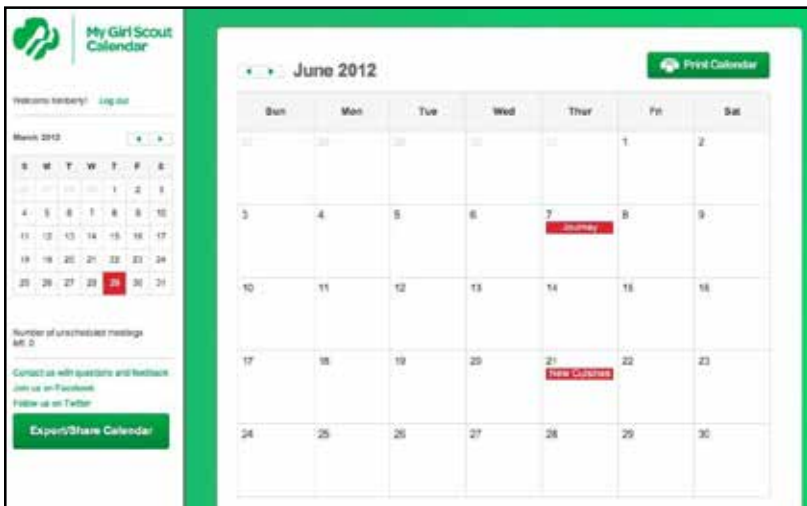 My Girl Scout
Calendar
Welcome kimberly! Log out
March 2012
S M T W T F S
1 2 3
4 5 6 7 8 9 10
11 12 13 14 15 16 17
18 19 20 21 22 23 24
25 26 27 28 29 30 31
Number of unscheduled meetings
left: 0
Contact us with questions and feedback
Join us on Facebook
Follow us on Twitter
Export/Share Calendar
June 2012
Print Calendar
Sun Mon Tue Wed Thur Fri Sat
1 2
3 4 5 6 7 8 9
Journey
10 11 12 13 14 15 16
17 18 19 20 21 22 23
New Cuisines
24 25 26 27 28 29 30